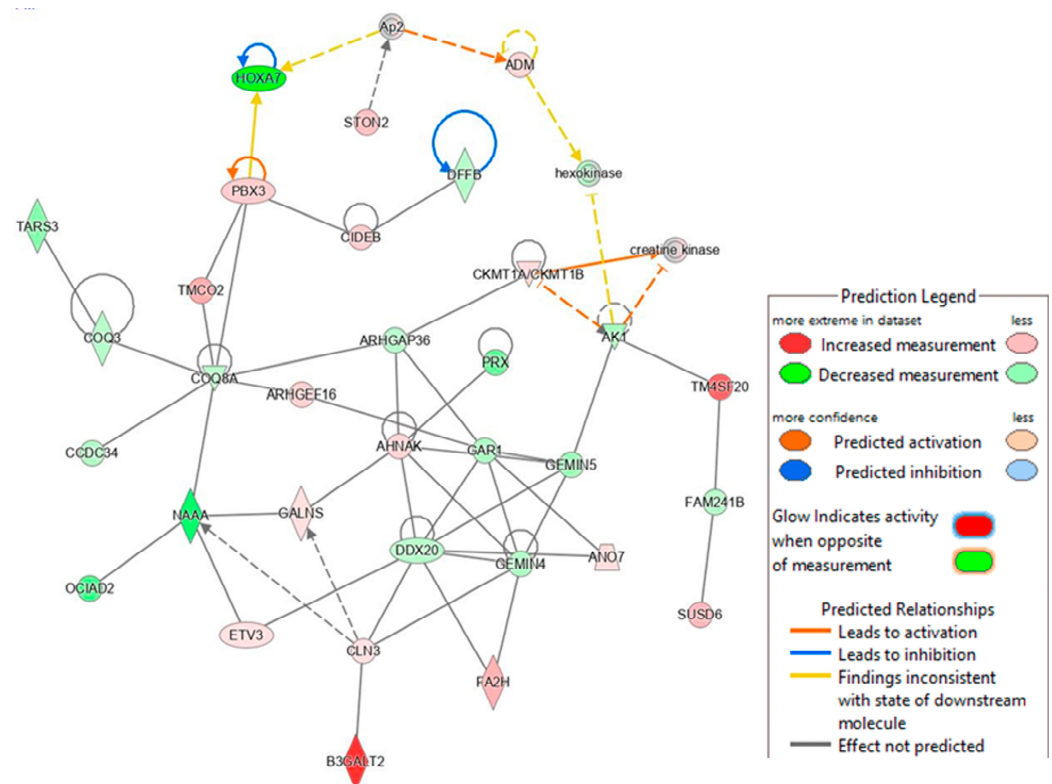 Ap2
HOXA7
ADM
STON2
DFFB
hexokinase
PBX3
TARS3
CIDEB
creatine kinase
CKMT1A/CKMT1B
TMCO2
COQ3
ARHGAP36
AK1
PRX
COQ8A
TM4SF20
ARHGEF16
CCDC34
AHNAK
GAR1
GEMIN5
FAM241B
NAAA
GALNS
DDX20
GEMIN4
ANO7
OCIAD2
SUSD6
ETV3
CLN3
FA2H
B3GALT2
Prediction Legend
more extreme in dataset less
Increased measurement
Decreased measurement
more confidence less
Predicted activation
Predicted inhibition
Glow Indicates activity
when opposite
of measurement
Predicted Relationships
Leads to activation
Leads to inhibition
Findings inconsistent
with state of downstream
molecule
Effect not predicted